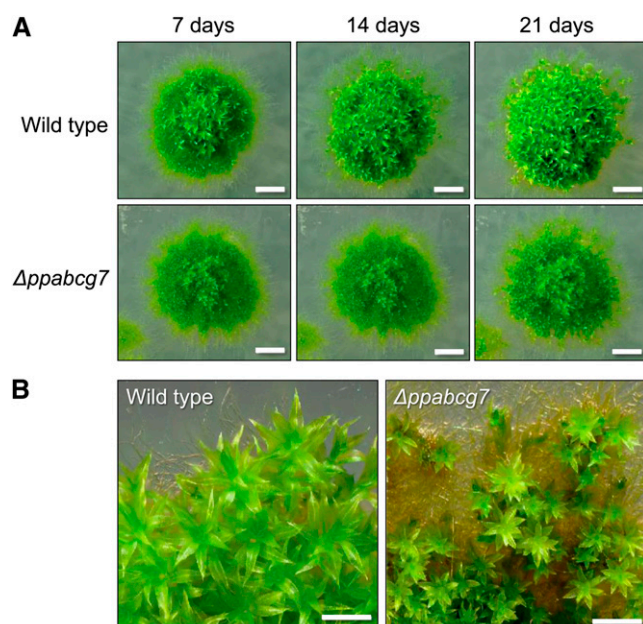 A
7 days 14 days 21 days
Wild type
Δppabcg7
B
Wild type Δppabcg7